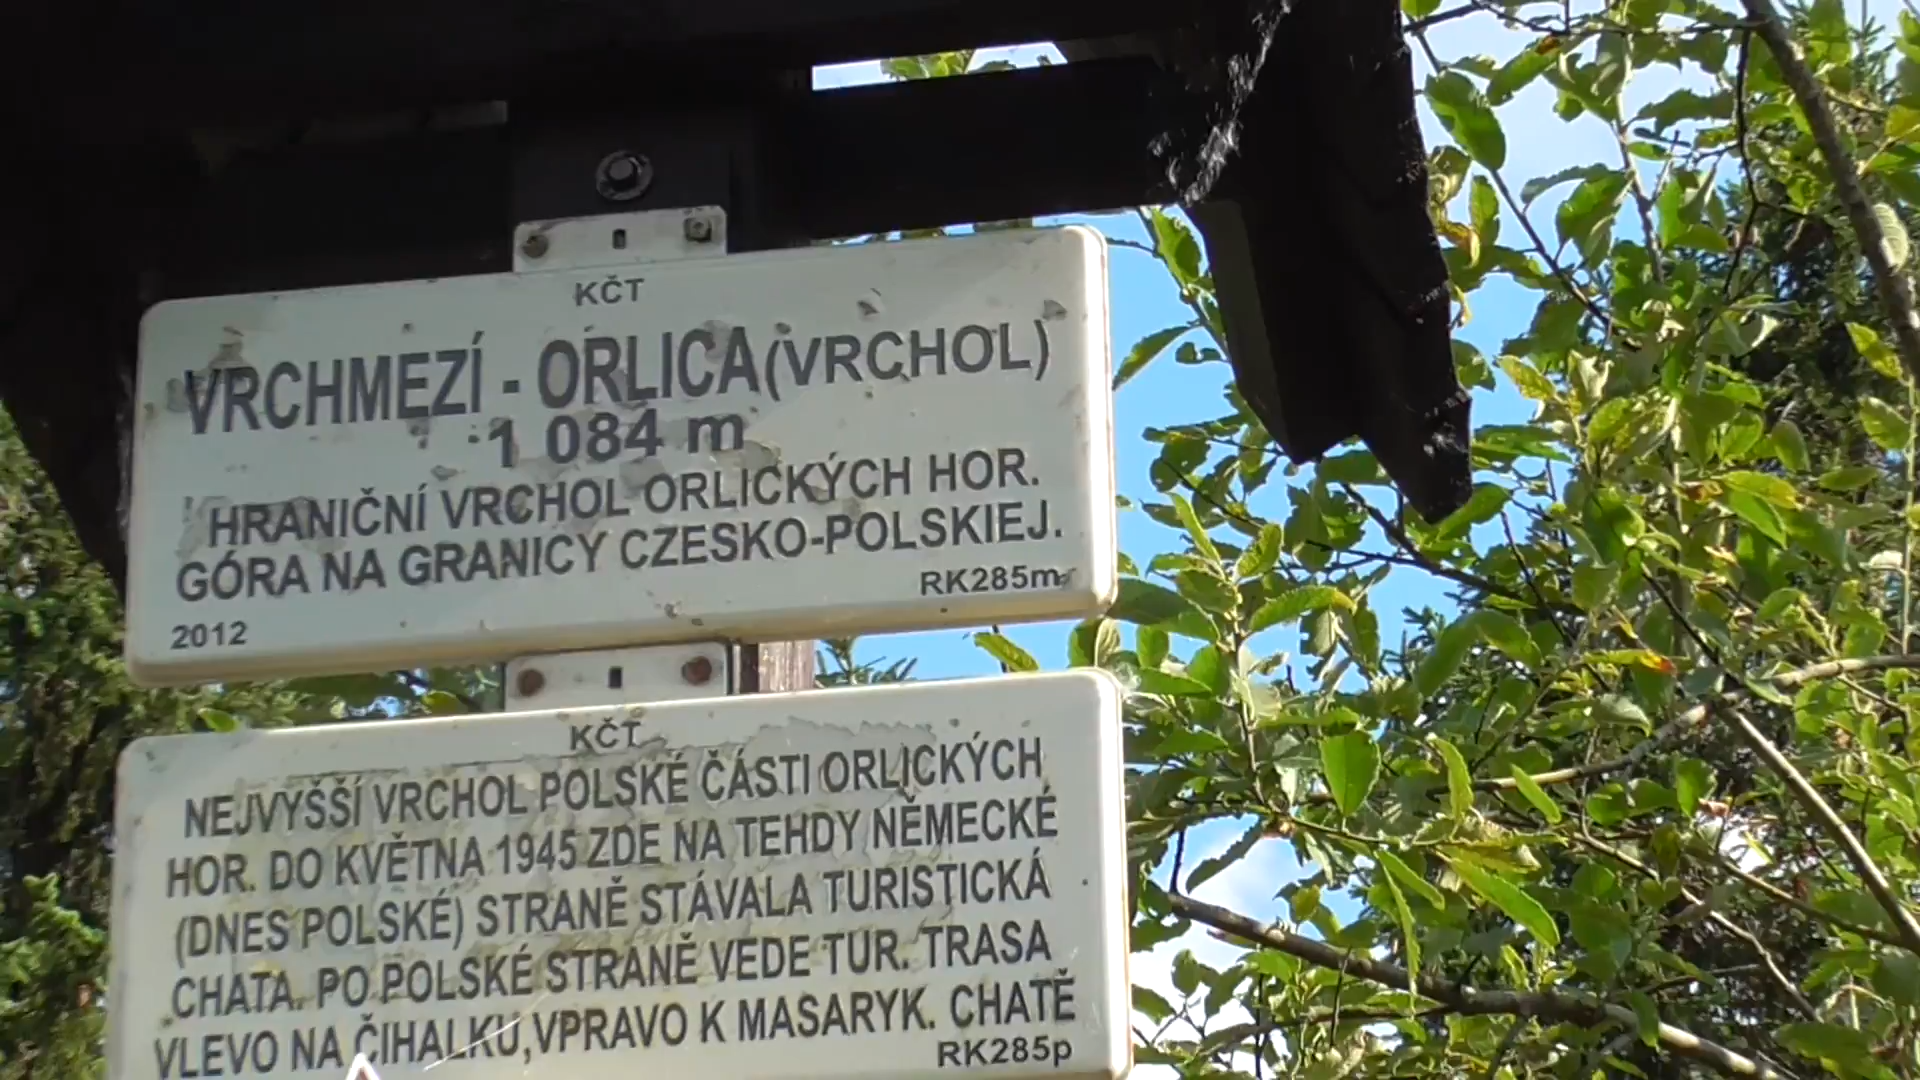 KČT
VRCHMEZÍ - ORLICA (VRCHOL)
1 084 m
HRANIČNÍ VRCHOL ORLICKÝCH HOR.
GÓRA NA GRANICY CZESKO-POLSKIEJ.
RK285m
2012
KČT
NEJVYŠŠÍ VRCHOL POLSKÉ ČÁSTI ORLICKÝCH
HOR. DO KVĚTNA 1945 ZDE NA TEHDY NĚMECKÉ
(DNES POLSKÉ) STRANĚ STÁVALA TURISTICKÁ
CHATA. PO POLSKÉ STRANĚ VEDE TUR. TRASA
VLEVO NA ČIHALKU, VPRAVO K MASARYK. CHATĚ
RK285p